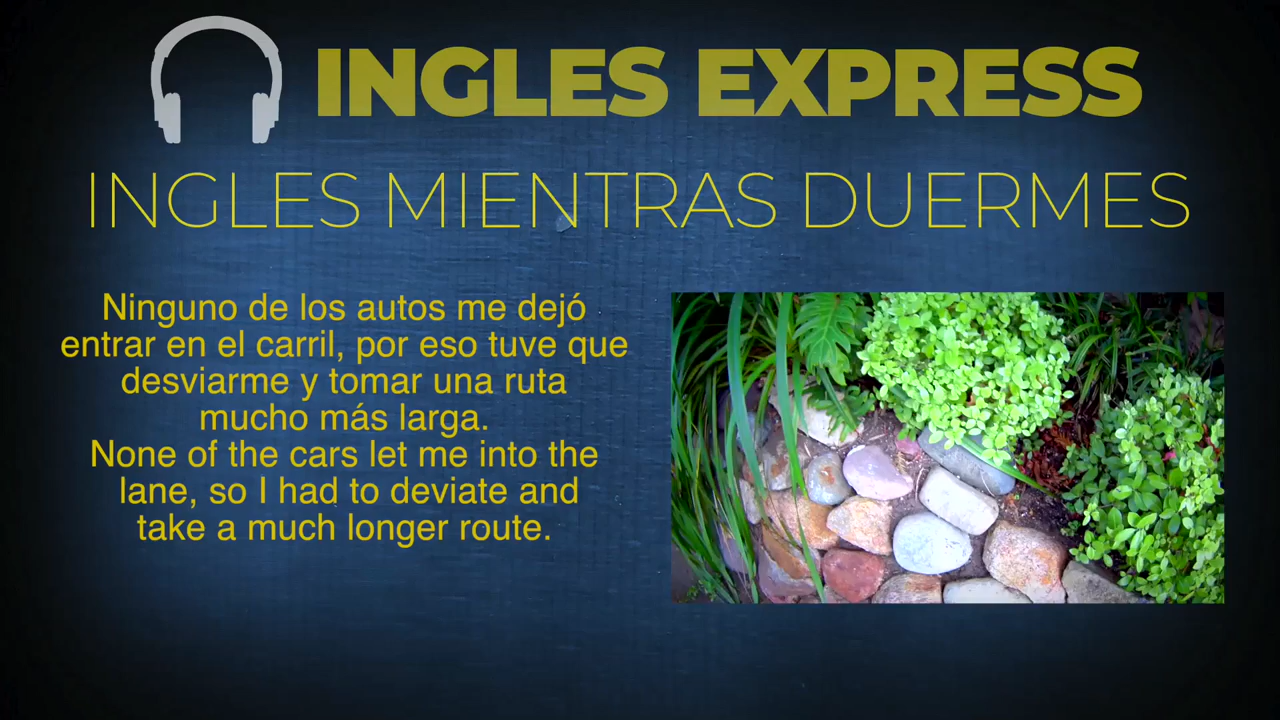 INGLES EXPRESS
INGLES MIENTRAS DUERMES
Ninguno de los autos me dejó
entrar en el carril, por eso tuve que
desviarme y tomar una ruta
mucho más larga.
None of the cars let me into the
lane, so I had to deviate and
take a much longer route.